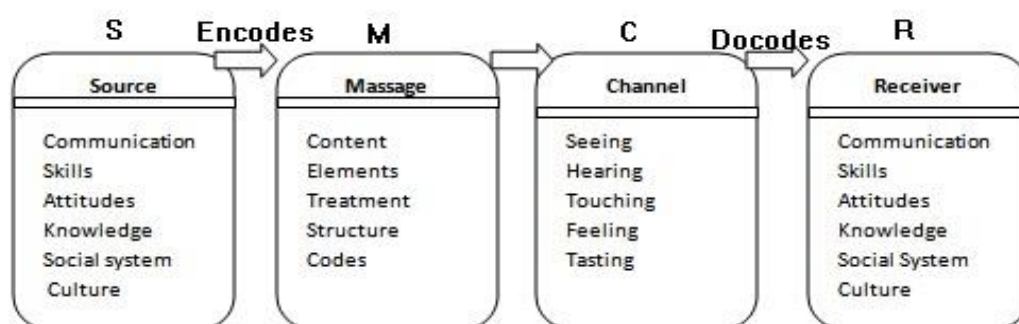 S Encodes M C Docodes R
Source
Communication
Skills
Attitudes
Knowledge
Social system
Culture
Massage
Content
Elements
Treatment
Structure
Codes
Channel
Seeing
Hearing
Touching
Feeling
Tasting
Receiver
Communication
Skills
Attitudes
Knowledge
Social System
Culture